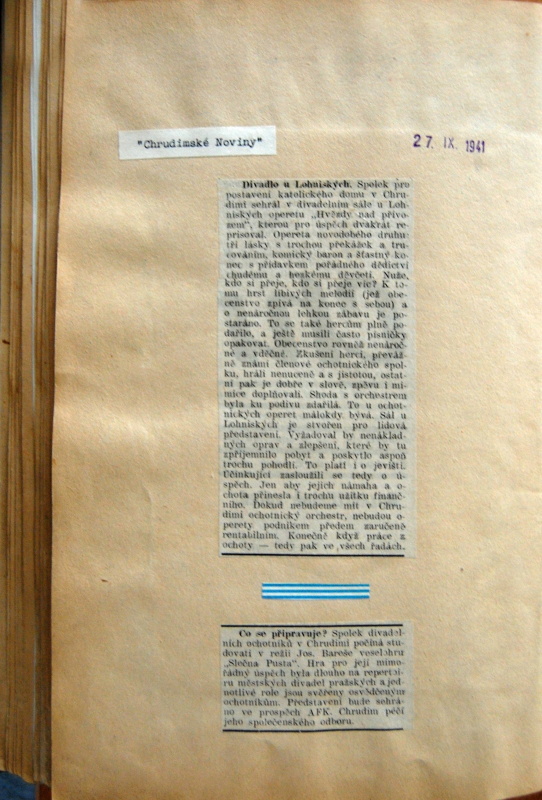 "Chrudimské Noviny"
27. IX. 1941
Divadlo u Lohniských. Spolek pro
postavení katolického domu v Chru-
dimi sehrál v divadelním sále u Loh-
niských operetu „Hvězdy nad přívo-
zem“, kterou pro úspěch dvakrát re-
prisoval. Opereta novodobého druhu:
tři lásky s trochou překážek a tru-
cováním, komický baron a šťastný ko-
nec s přídavkem pořádného dědictví
chudému a hezkému děvčeti. Nuže,
kdo si přeje, kdo si přeje víc? K to-
mu hrst líbivých melodií (jež obe-
censtvo zpívá na konec s sebou) a
o nenáročnou lehkou zábavu je po-
staráno. To se také hercům plně po-
dařilo, a ještě musili často písničky
opakovat. Obecenstvo rovněž nenároč-
né a vděčné. Zkušení herci, převáž-
ně známí členové ochotnického spol-
ku, hráli nenuceně a s jistotou, ostat-
ní pak je dobře v slově, zpěvu i mi-
mice doplňovali. Shoda s orchestrem
byla ku podivu zdařilá. To u ochot-
nických operet málokdy bývá. Sál u
Lohniských je stvořen pro lidová
představení. Vyžadoval by nenáklad-
ných oprav a zlepšení, které by tu
zpříjemnilo pobyt a poskytlo aspoň
trochu pohodlí. To platí i o jevišti.
Účinkující zasloužili se tedy o ú-
spěch. Jen aby jejich námaha a o-
chota přinesla i trochu užitku finanč-
ního. Dokud nebudeme mít v Chru-
dimi ochotnický orchestr, nebudou o-
perety podnikem předem zaručeně
rentabilním. Konečně když práce z
ochoty — tedy pak ve všech řadách.
Co se připravuje? Spolek divadel-
ních ochotníků v Chrudimi počíná stu-
dovati v režii Jos. Baroše veselohru
„Slečna Pusta“. Hra pro její mimo-
řádný úspěch byla dlouho na repertoi-
ru městských divadel pražských a jed-
notlivé role jsou svěřeny osvědčeným
ochotníkům. Představení bude sehrá-
no ve prospěch AFK. Chrudim péčí
jeho společenského odboru.